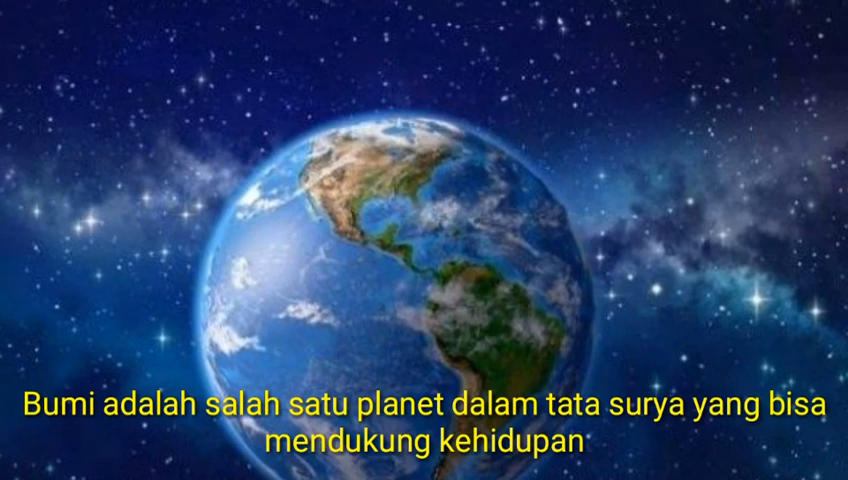 Bumi adalah salah satu planet dalam tata surya yang bisa
mendukung kehidupan